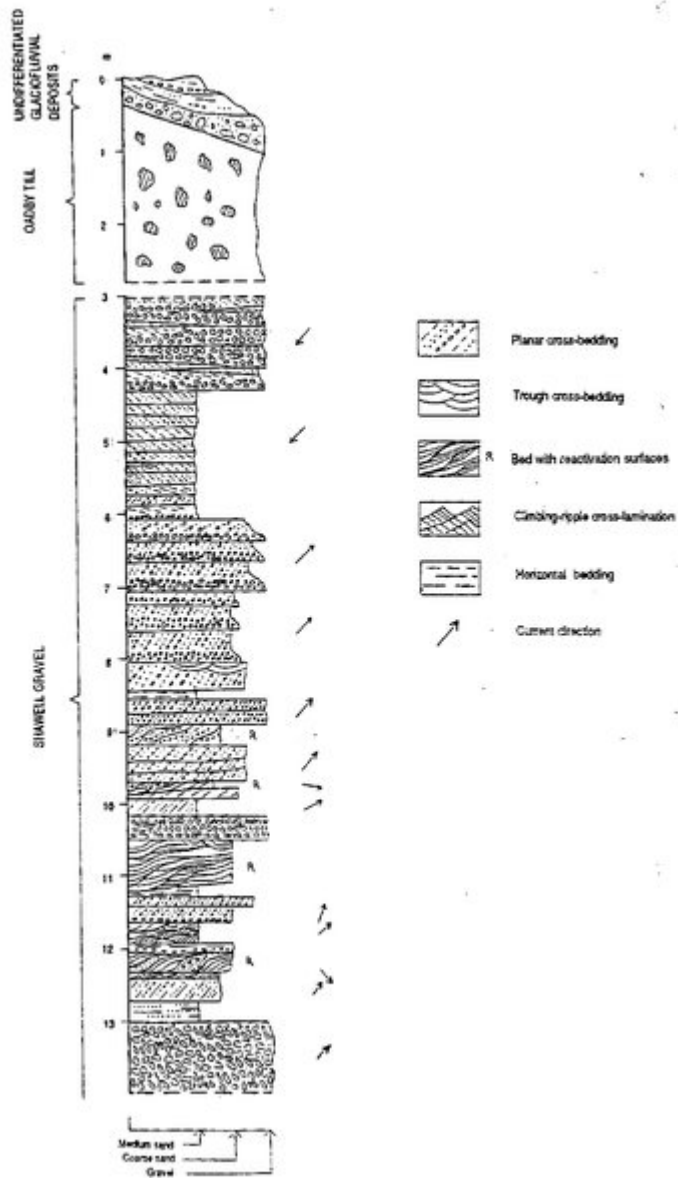 UNDIFFERENTIATED
GLACIOFLUVIAL
DEPOSITS
OADBY TILL
SHAWELL GRAVEL
m
0
1
2
3
4
5
6
7
8
9
10
11
12
13
R
R
R
R
Medium sand
Coarse sand
Gravel
Planar cross-bedding
Trough cross-bedding
R Bed with reactivation surfaces
Climbing-ripple cross-lamination
Horizontal bedding
Current direction